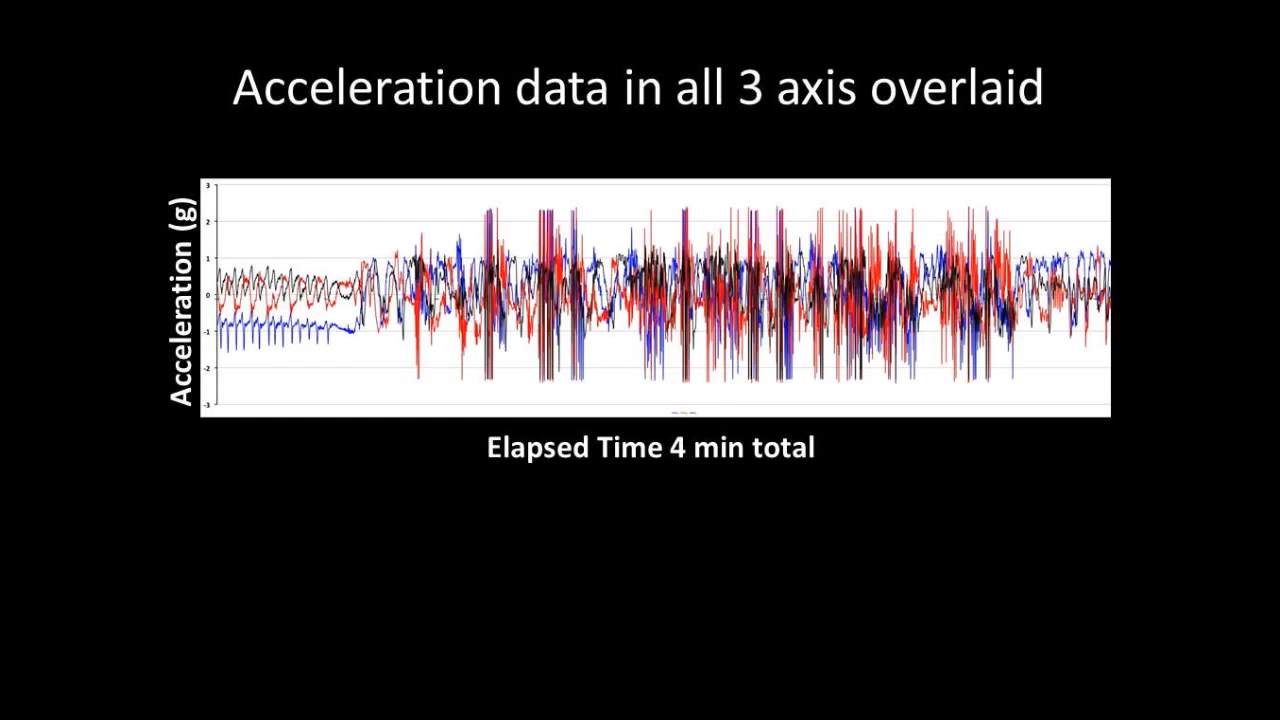 Acceleration data in all 3 axis overlaid
Acceleration (g)
3
2
1
0
-1
-2
-3
Elapsed Time 4 min total